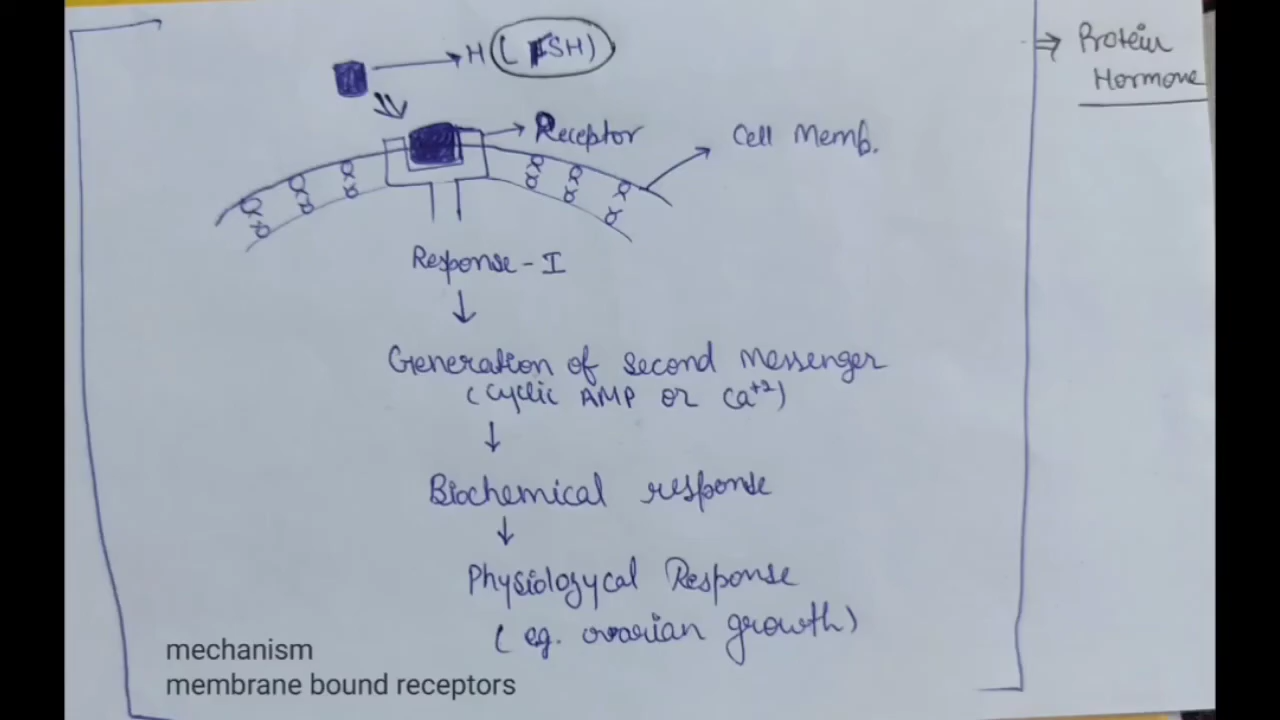 H (FSH)
⇒ Protein
Hormone
Receptor
Cell Memb.
Response - I
Generation of second messenger
(cyclic AMP or Ca+2)
Biochemical response
Physiologycal Response
(eg. ovarian growth)
mechanism
membrane bound receptors